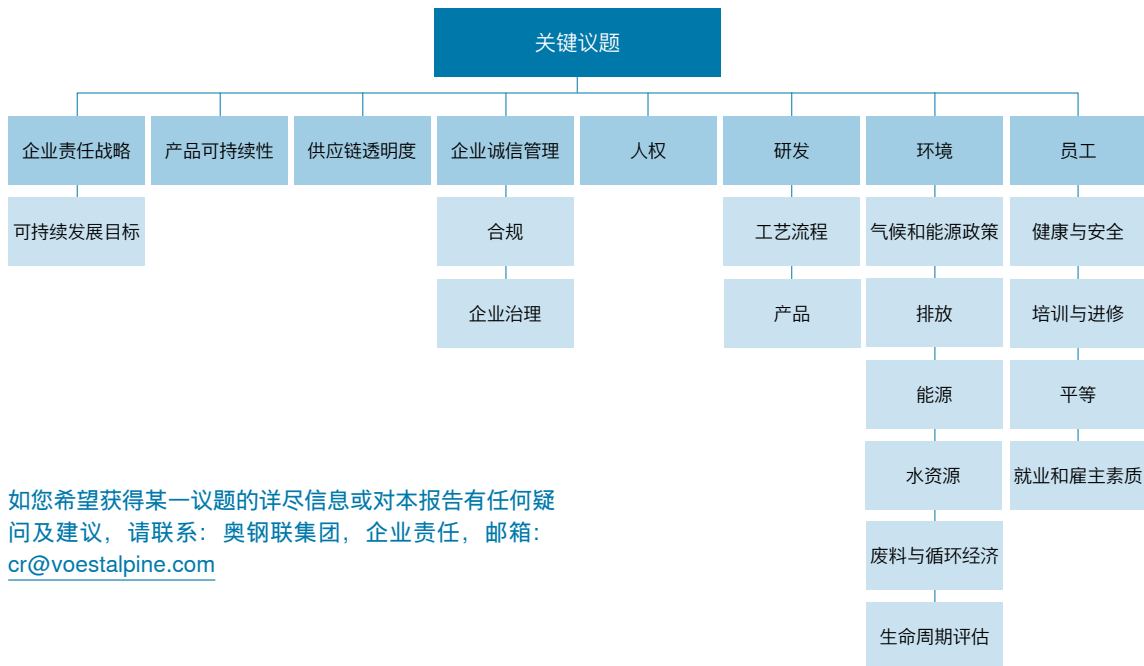 关键议题
企业责任战略
产品可持续性
供应链透明度
企业诚信管理
人权
研发
环境
员工
可持续发展目标
合规
工艺流程
气候和能源政策
健康与安全
企业治理
产品
排放
培训与进修
能源
平等
水资源
就业和雇主素质
废料与循环经济
生命周期评估
如您希望获得某一议题的详尽信息或对本报告有任何疑
问及建议，请联系：奥钢联集团，企业责任，邮箱：
cr@voestalpine.com